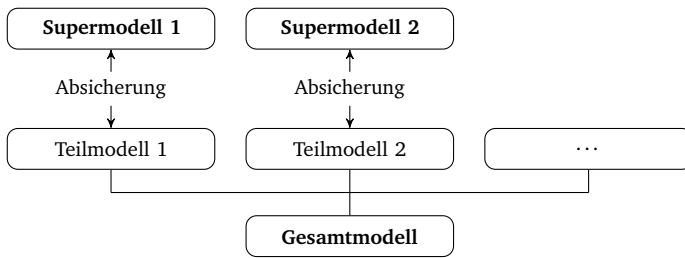 Supermodell 1
Supermodell 2
Absicherung
Absicherung
Teilmodell 1
Teilmodell 2
...
Gesamtmodell